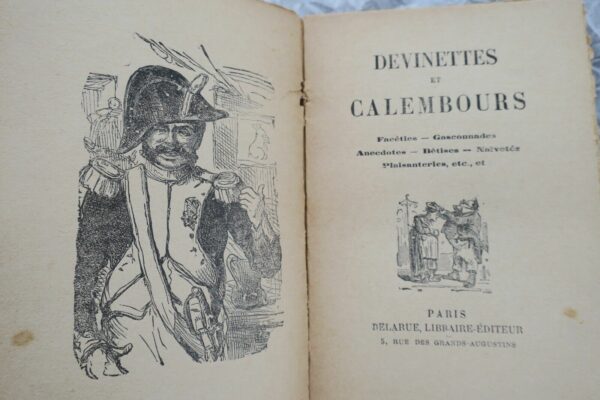 DEVINETTES
ET
CALEMBOURS
Facéties — Gasconnades
Anecdotes — Bêtises — Naïvetés
Plaisanteries, etc., et
PARIS
DELARUE, LIBRAIRE-ÉDITEUR
5, RUE DES GRANDS-AUGUSTINS